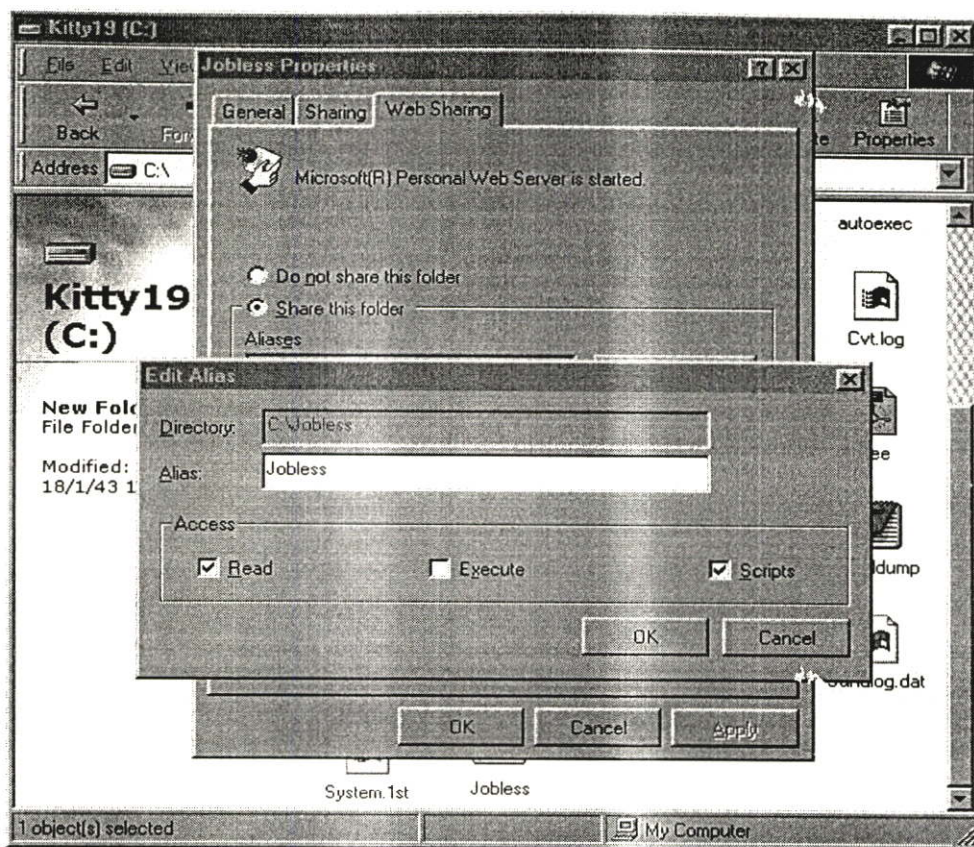 Kitty19 (C:)
File Edit
Jobless Properties
Back
Properties
General Sharing Web Sharing
Address C:\
Microsoft(R) Personal Web Server is started.
autoexec
Kitty19
(C:)
Do not share this folder
Share this folder
Aliases
Cvt.log
Edit Alias
New
File Folder
Directory: C:\Jobless
Alias: Jobless
Modified:
18/1/43
Access
Read Execute Scripts
OK Cancel
OK Cancel Apply
System.1st Jobless
1 object(s) selected My Computer